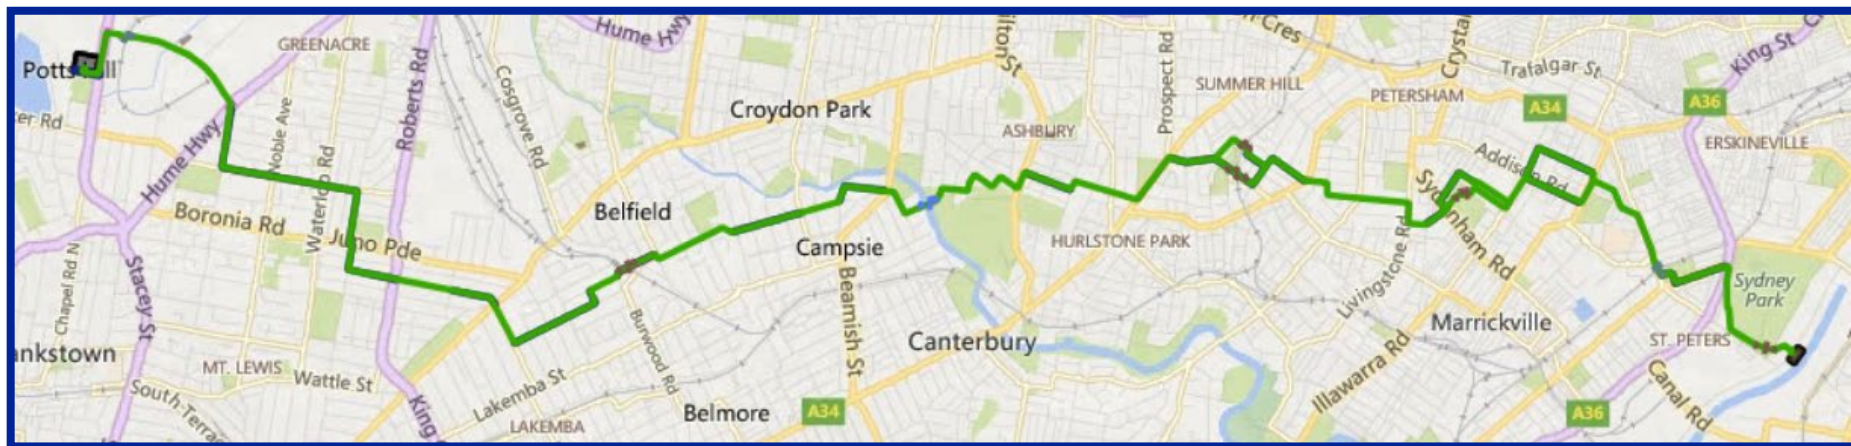 Hume Hwy
Cres
GREENACRE
King St
Trafalgar St
SUMMER HILL
PETERSHAM
Potts Hill
Roberts Rd
Cosgrove Rd
Prospect Rd
A34
A36
Croydon Park
Noble Ave
ASHBURY
ERSKINEVILLE
Hume Hwy
Addison Rd
Waterloo Rd
Boronia Rd
Belfield
Sydenham Rd
Juno Pde
Campsie
HURLSTONE PARK
Livingstone Rd
Sydney
Park
Chapel Rd N
Stacey St
Beamish St
Burwood Rd
Marrickville
Canterbury
ST. PETERS
ankstown
MT. LEWIS
Wattle St
Illawarra Rd
Canal Rd
South Terrac
King
Lakemba St
Belmore
A34
A36
LAKEMBA